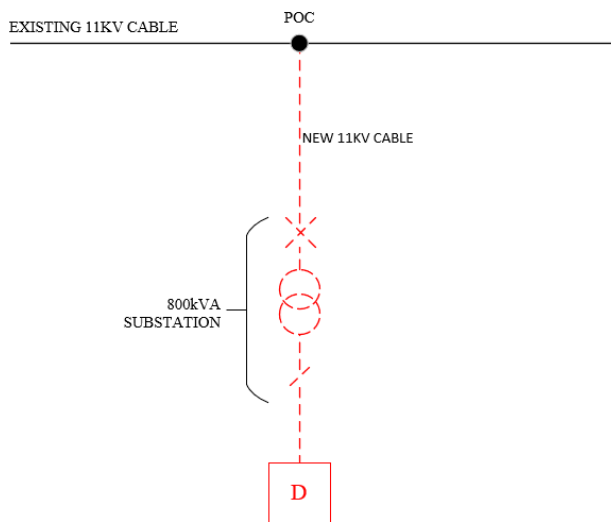 POC
EXISTING 11KV CABLE
NEW 11KV CABLE
800kVA
SUBSTATION
D